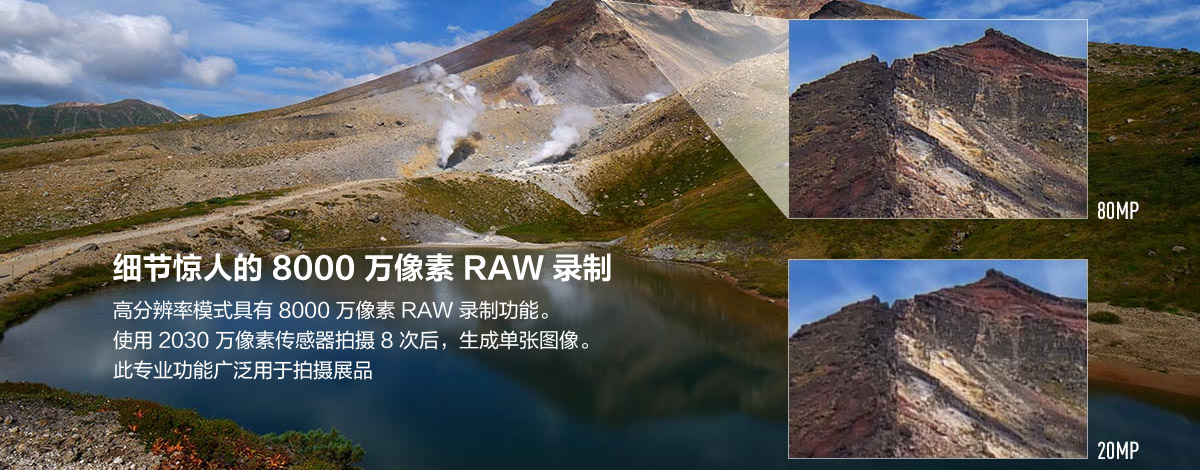 细节惊人的 8000 万像素 RAW 录制
高分辨率模式具有 8000 万像素 RAW 录制功能。
使用 2030 万像素传感器拍摄 8 次后，生成单张图像。
此专业功能广泛用于拍摄展品
80MP
20MP